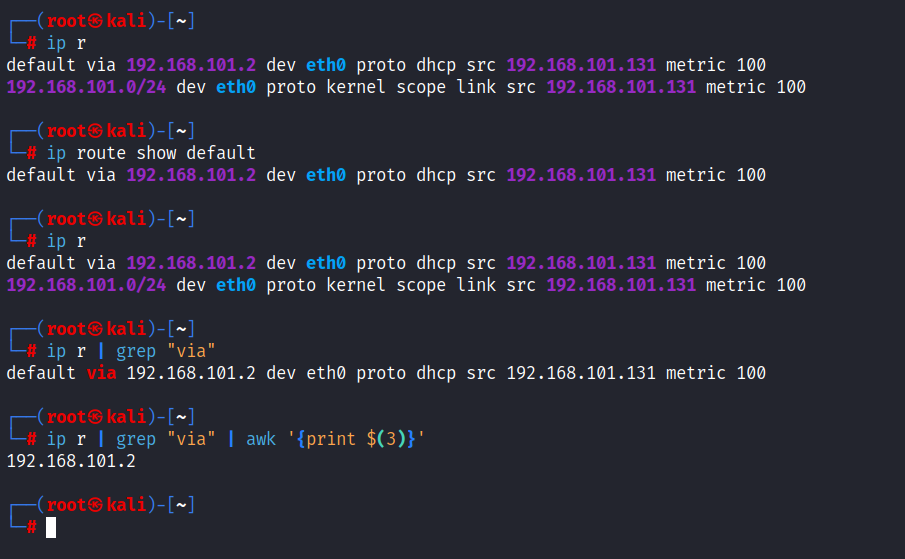 ┌──(root㉿kali)-[~]
└─# ip r
default via 192.168.101.2 dev eth0 proto dhcp src 192.168.101.131 metric 100
192.168.101.0/24 dev eth0 proto kernel scope link src 192.168.101.131 metric 100
┌──(root㉿kali)-[~]
└─# ip route show default
default via 192.168.101.2 dev eth0 proto dhcp src 192.168.101.131 metric 100
┌──(root㉿kali)-[~]
└─# ip r
default via 192.168.101.2 dev eth0 proto dhcp src 192.168.101.131 metric 100
192.168.101.0/24 dev eth0 proto kernel scope link src 192.168.101.131 metric 100
┌──(root㉿kali)-[~]
└─# ip r | grep "via"
default via 192.168.101.2 dev eth0 proto dhcp src 192.168.101.131 metric 100
┌──(root㉿kali)-[~]
└─# ip r | grep "via" | awk '{print $(3)}'
192.168.101.2
┌──(root㉿kali)-[~]
└─#